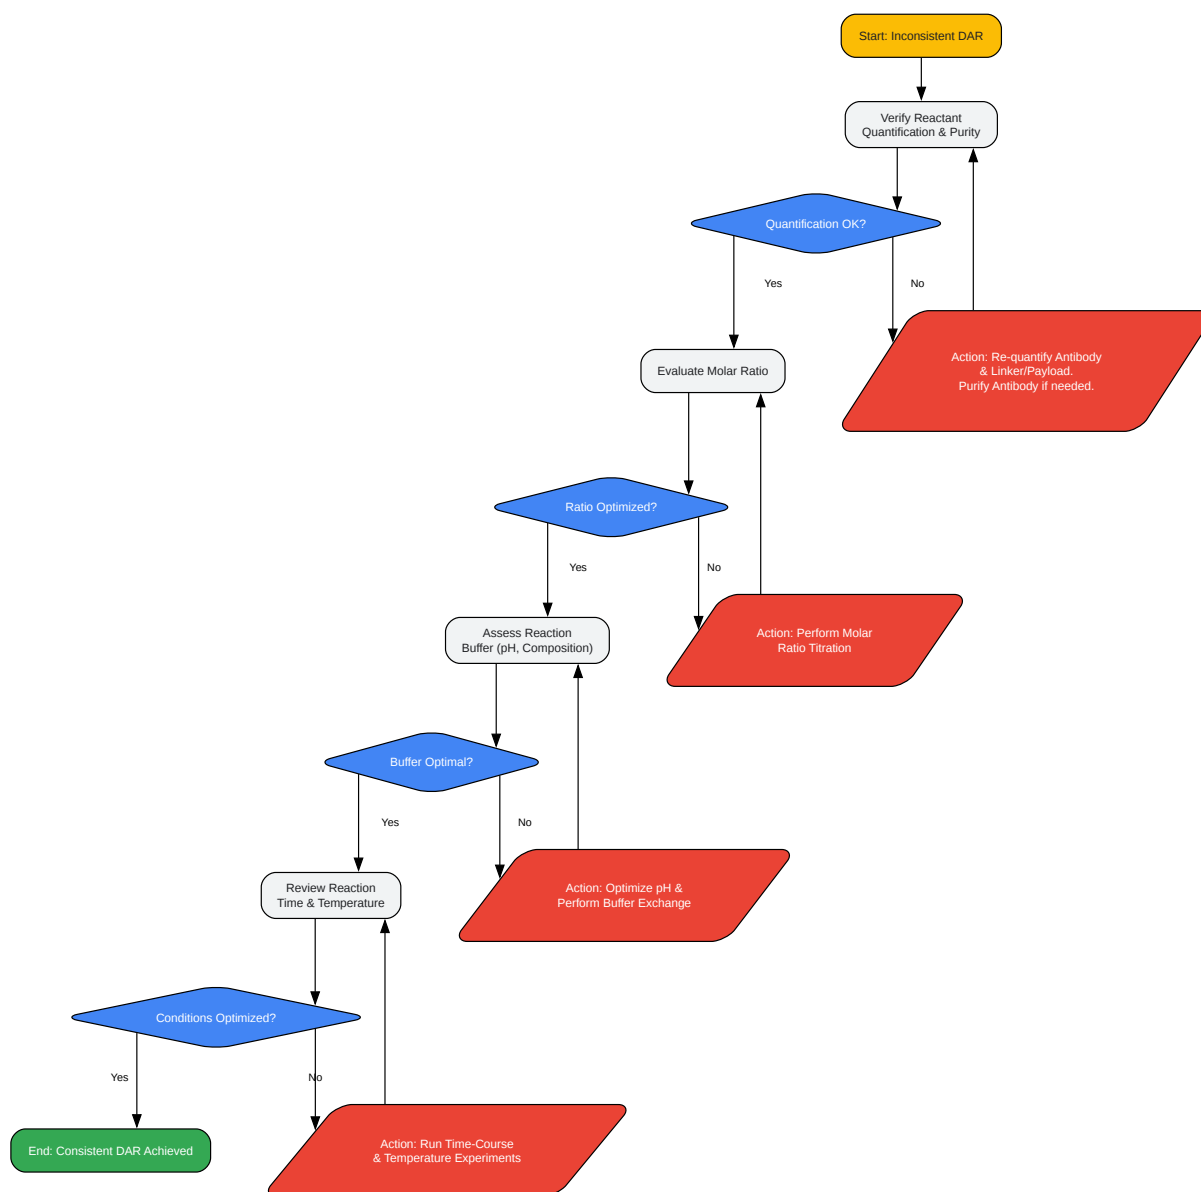 Start: Inconsistent DAR
Verify Reactant
Quantification & Purity
Quantification OK?
Yes
No
Action: Re-quantify Antibody
& Linker/Payload.
Purify Antibody if needed.
Evaluate Molar Ratio
Ratio Optimized?
Yes
No
Action: Perform Molar
Ratio Titration
Assess Reaction
Buffer (pH, Composition)
Buffer Optimal?
Yes
No
Action: Optimize pH &
Perform Buffer Exchange
Review Reaction
Time & Temperature
Conditions Optimized?
Yes
No
Action: Run Time-Course
& Temperature Experiments
End: Consistent DAR Achieved